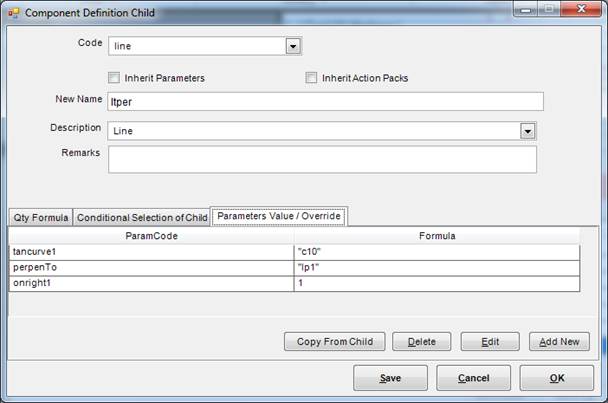 Component Definition Child
Code line
Inherit Parameters Inherit Action Packs
New Name ltper
Description Line
Remarks
Qty Formula Conditional Selection of Child Parameters Value / Override
ParamCode Formula
tancurve1 "c10"
perpenTo "lp1"
onright1 1
Copy From Child Delete Edit Add New
Save Cancel OK